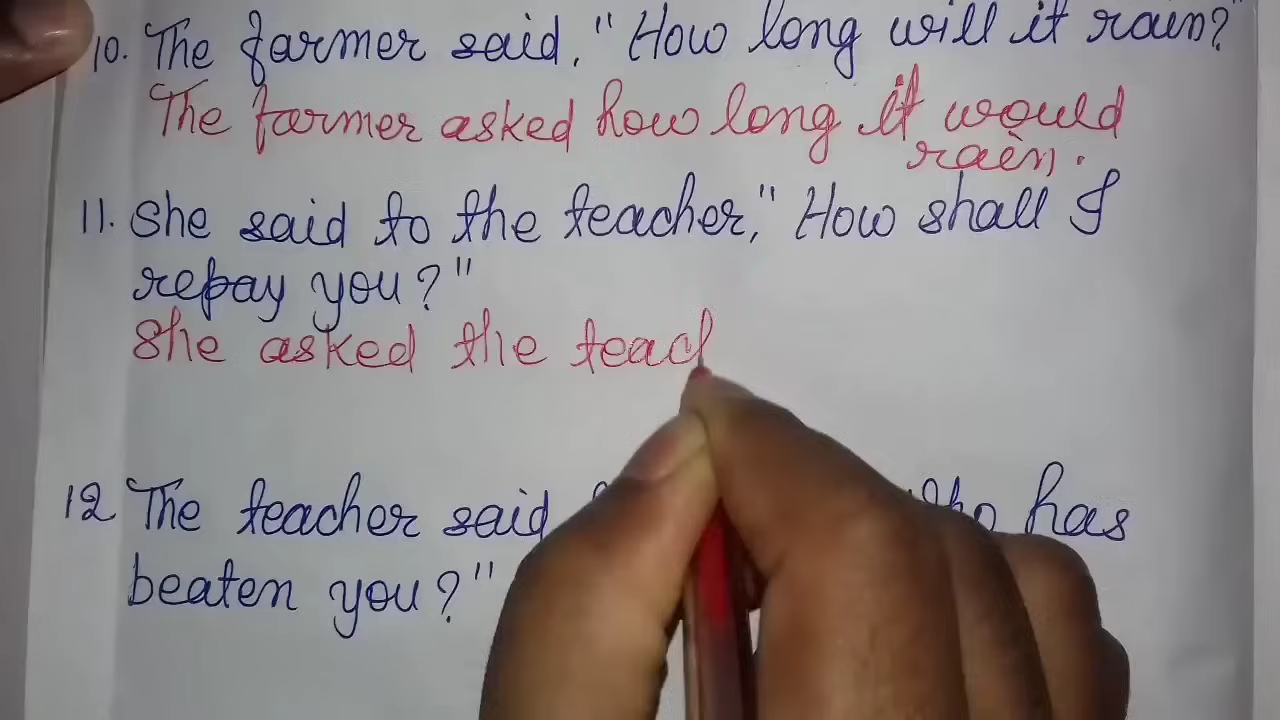 10. The farmer said, "How long will it rain?"
The farmer asked how long it would
rain.
11. She said to the teacher, "How shall I
repay you?"
She asked the teach
12 The teacher said has
beaten you?"